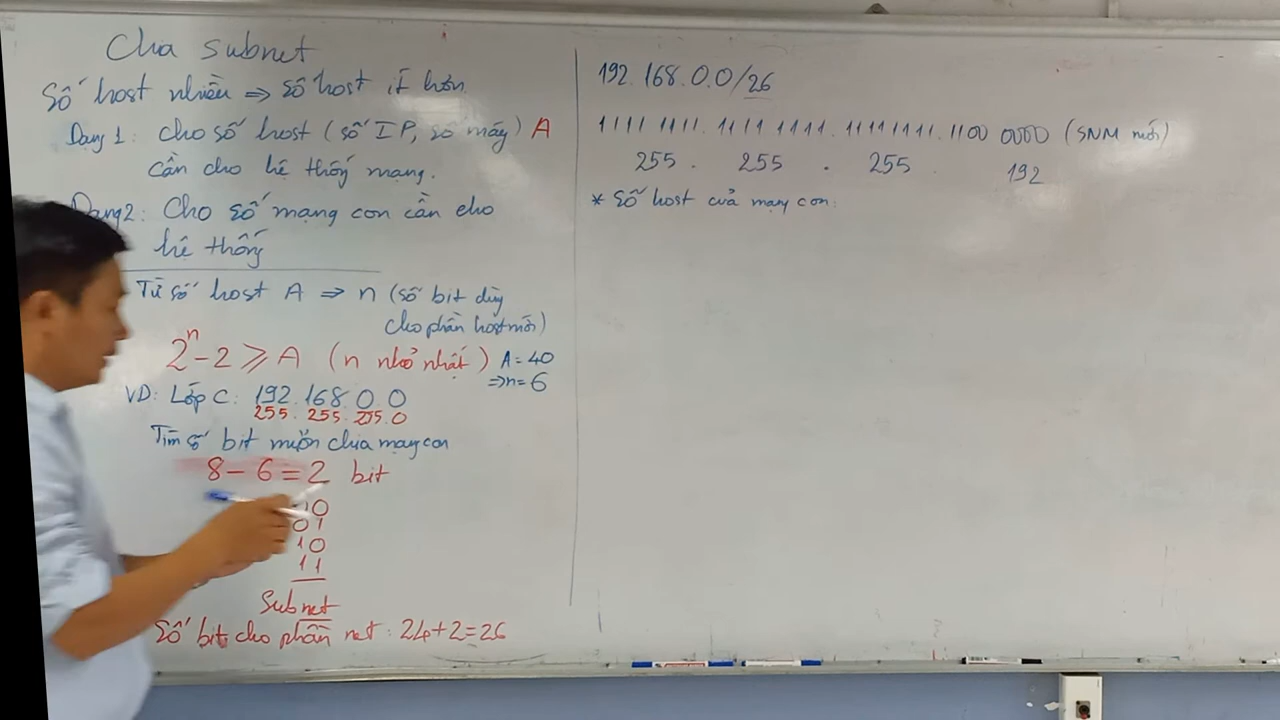 Chia subnet
Số host nhiều => số host ít hơn
Dạng 1: Cho số host (số IP, số máy) A
cần cho hệ thống mạng.
Dạng 2: Cho số mạng con cần cho
hệ thống
Từ số host A => n (số bit dùng
cho phần host mới)
2^n - 2 ⩾ A (n nhỏ nhất) A = 40
=> n = 6
VD: Lớp C: 192.168.0.0
255.255.255.0
Tìm số bit mượn chia mạng con
8 - 6 = 2 bit
0
01
10
11
Subnet
Số bit cho phần net: 24+2=26
192.168.0.0/26
1111 1111. 1111 1111. 11111111. 1100 0000 (SNM mới)
255 . 255 . 255 . 192
* Số host của mạng con: